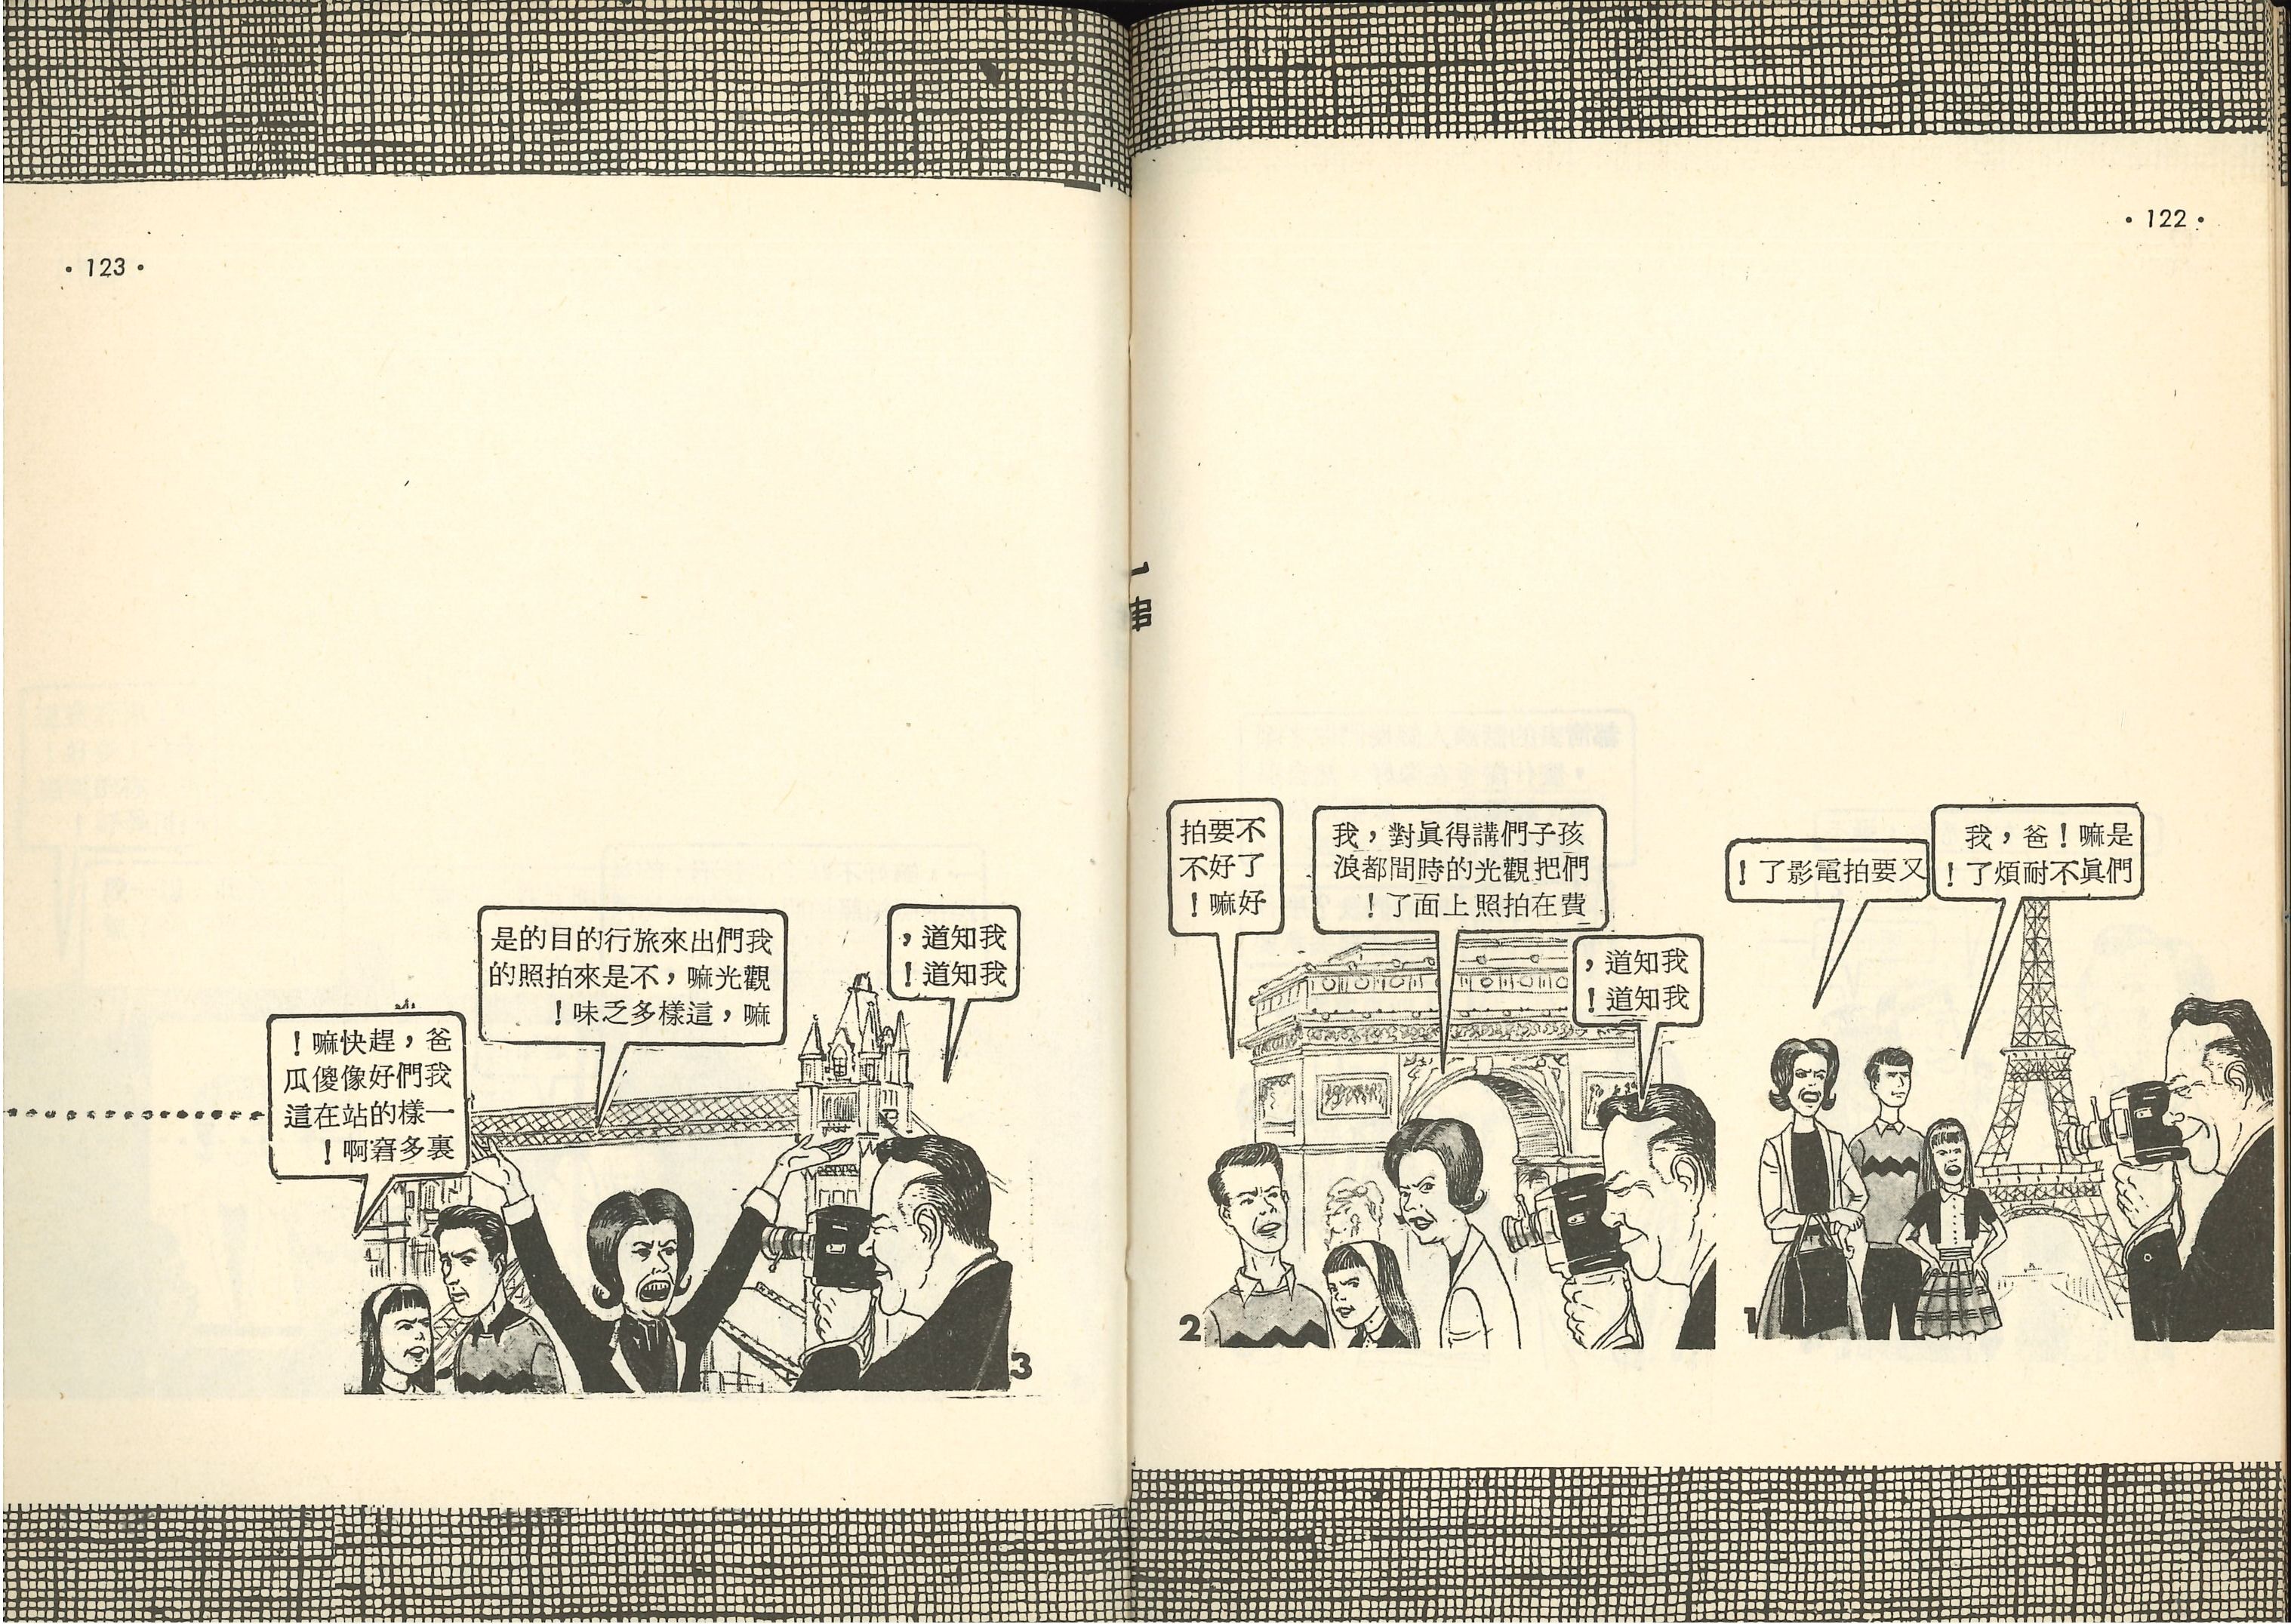 · 122 ·
是嘛！爸，我
們眞不耐煩了！
又要拍電影了！
1
我知道，
我知道！
孩子們講得眞對，我
們把觀光的時間都浪
費在拍照上面了！
不要拍
了好不
好嘛！
2
· 123 ·
我知道，
我知道！
我們出來旅行的目的是
觀光嘛，不是來拍照的
嘛，這樣多乏味！
爸，趕快嘛！
我們好像傻瓜
一樣的站在這
裏多窘啊！
3